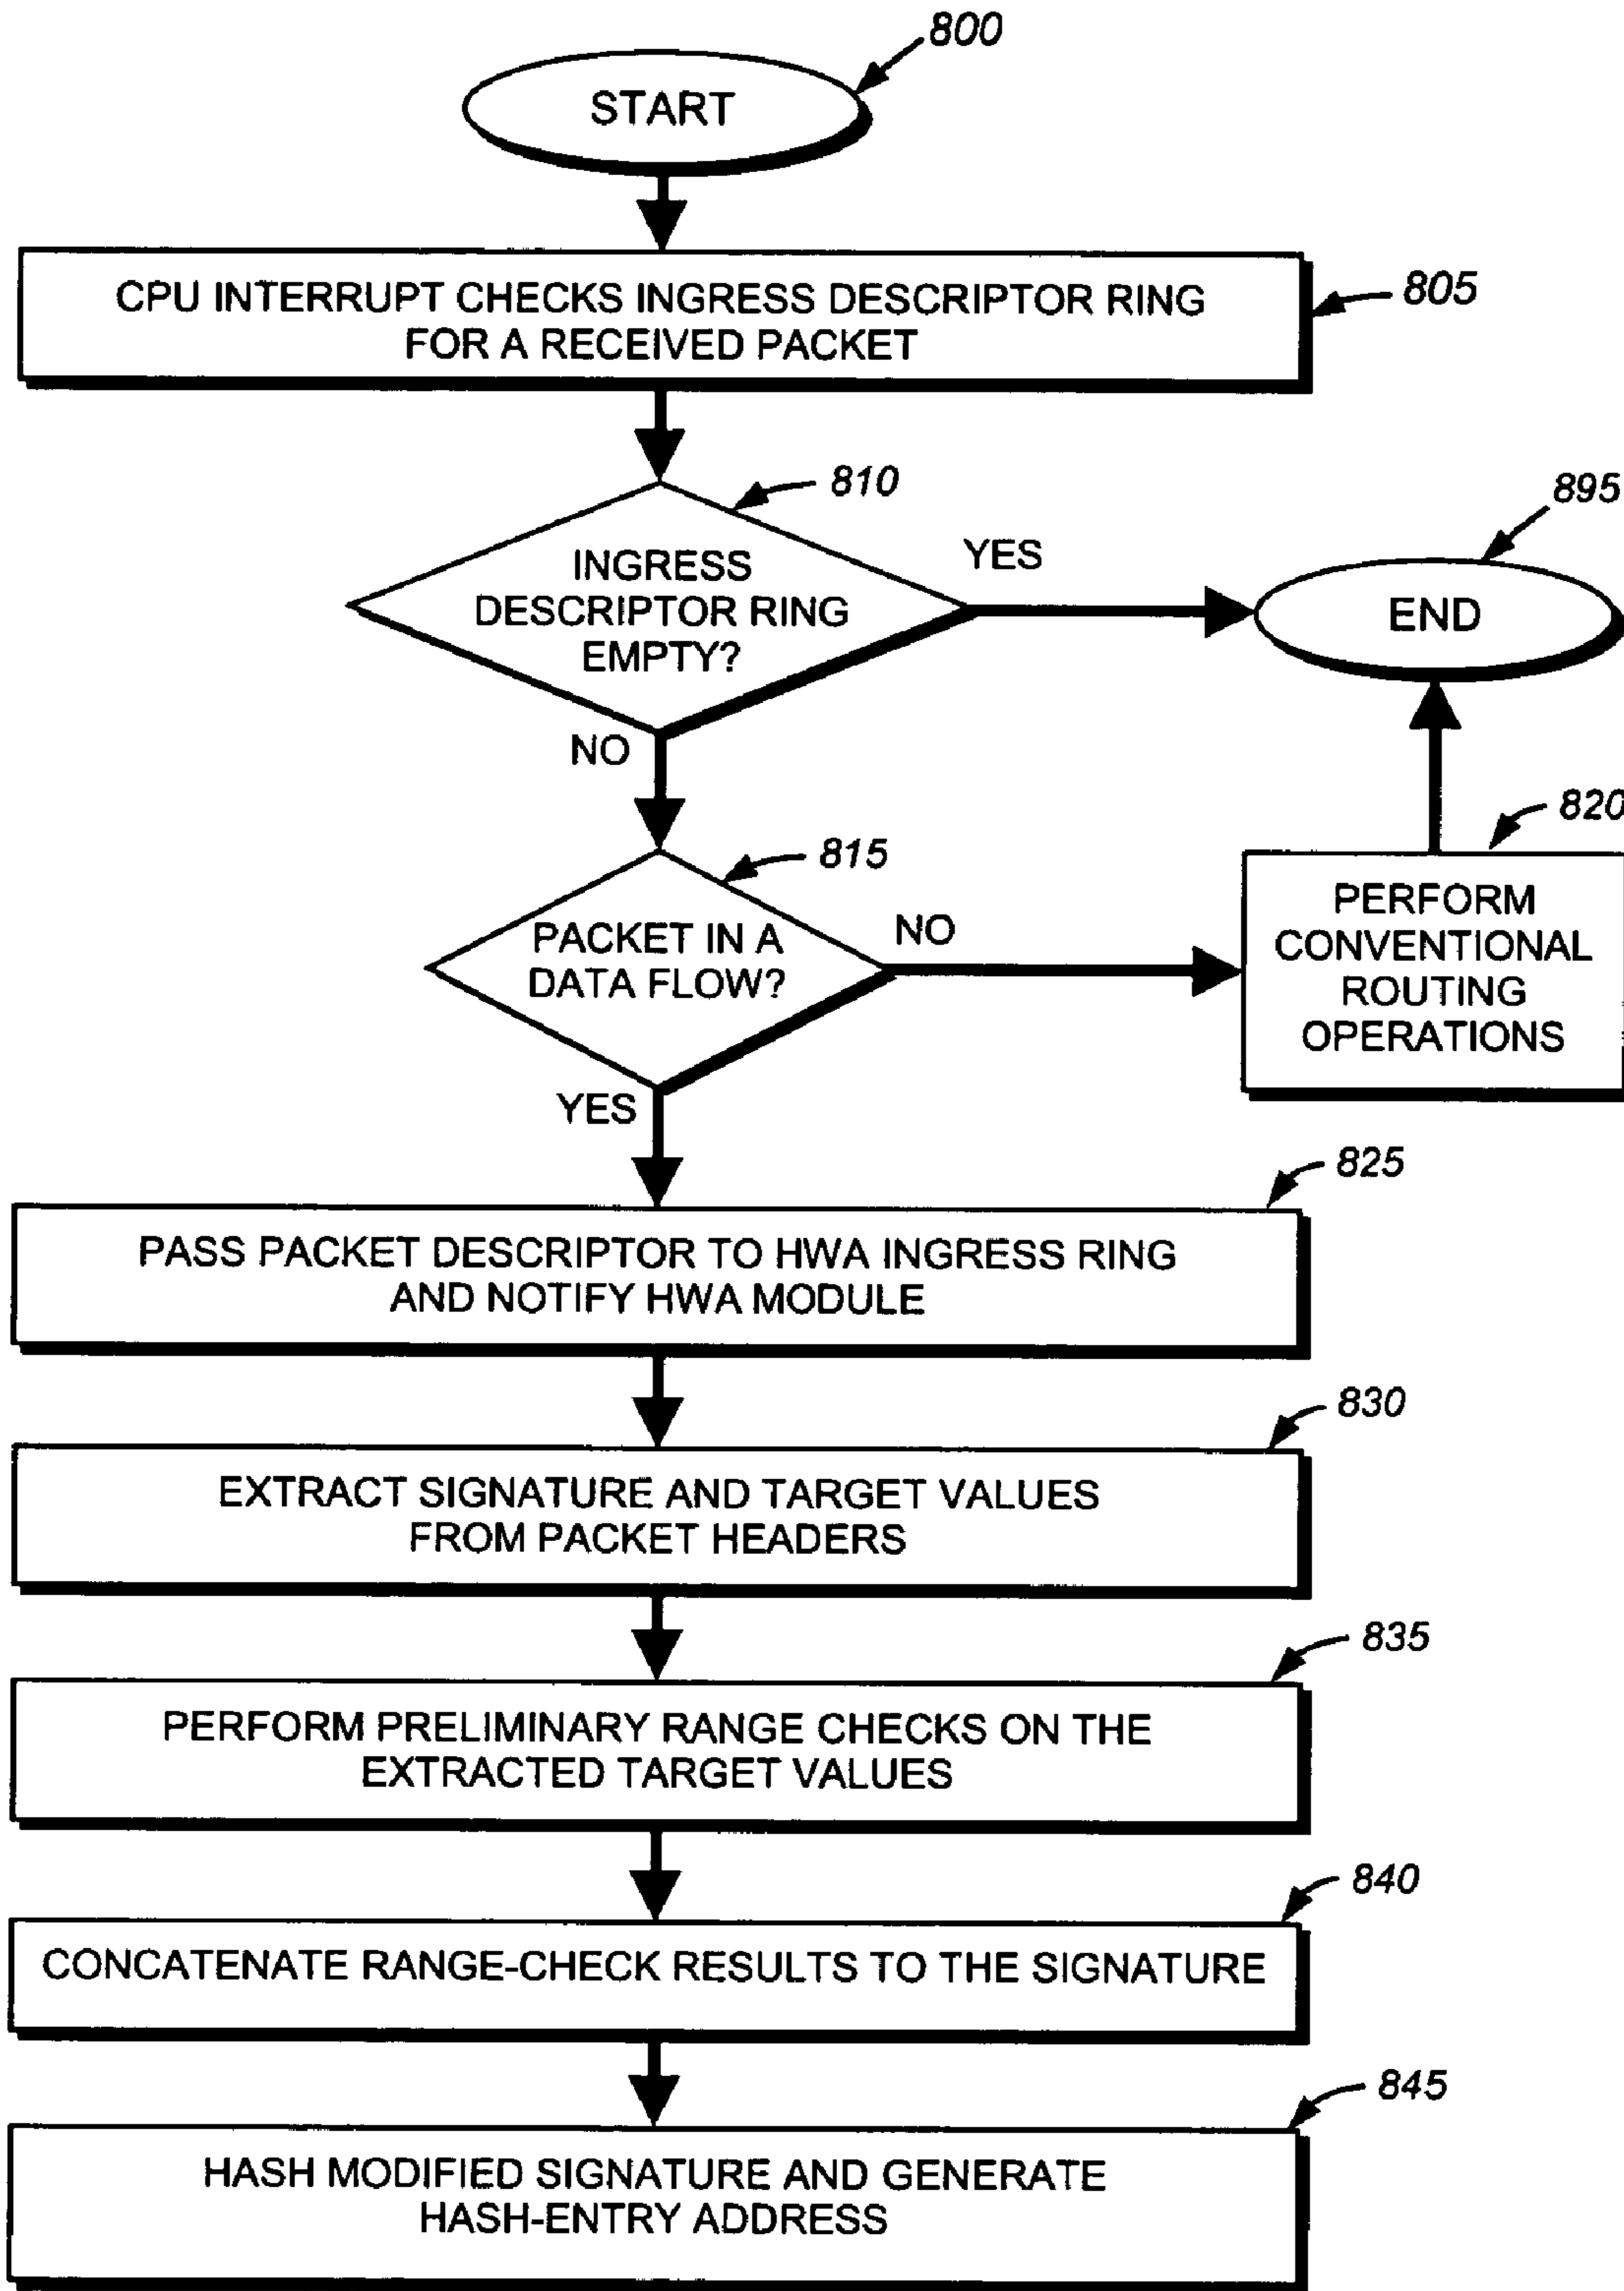 800
START
CPU INTERRUPT CHECKS INGRESS DESCRIPTOR RING
FOR A RECEIVED PACKET
805
810
INGRESS
DESCRIPTOR RING
EMPTY?
YES
895
END
NO
815
PACKET IN A
DATA FLOW?
NO
820
PERFORM
CONVENTIONAL
ROUTING
OPERATIONS
YES
825
PASS PACKET DESCRIPTOR TO HWA INGRESS RING
AND NOTIFY HWA MODULE
830
EXTRACT SIGNATURE AND TARGET VALUES
FROM PACKET HEADERS
835
PERFORM PRELIMINARY RANGE CHECKS ON THE
EXTRACTED TARGET VALUES
840
CONCATENATE RANGE-CHECK RESULTS TO THE SIGNATURE
845
HASH MODIFIED SIGNATURE AND GENERATE
HASH-ENTRY ADDRESS